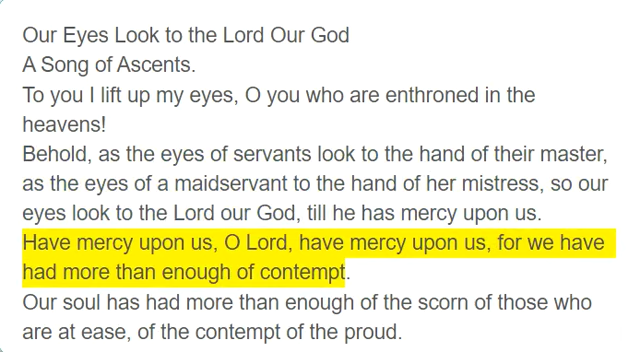 Our Eyes Look to the Lord Our God
A Song of Ascents.
To you I lift up my eyes, O you who are enthroned in the
heavens!
Behold, as the eyes of servants look to the hand of their master,
as the eyes of a maidservant to the hand of her mistress, so our
eyes look to the Lord our God, till he has mercy upon us.
Have mercy upon us, O Lord, have mercy upon us, for we have
had more than enough of contempt.
Our soul has had more than enough of the scorn of those who
are at ease, of the contempt of the proud.